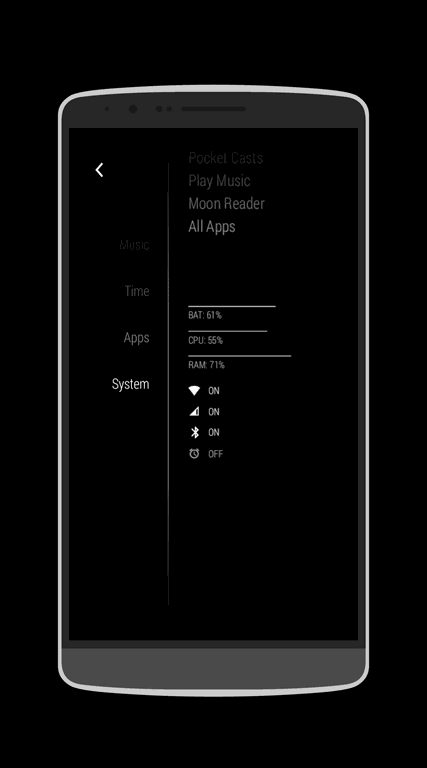 Pocket Casts
Play Music
Moon Reader
All Apps
Music
Time
Apps
System
BAT: 61%
CPU: 55%
RAM: 71%
ON
ON
ON
OFF